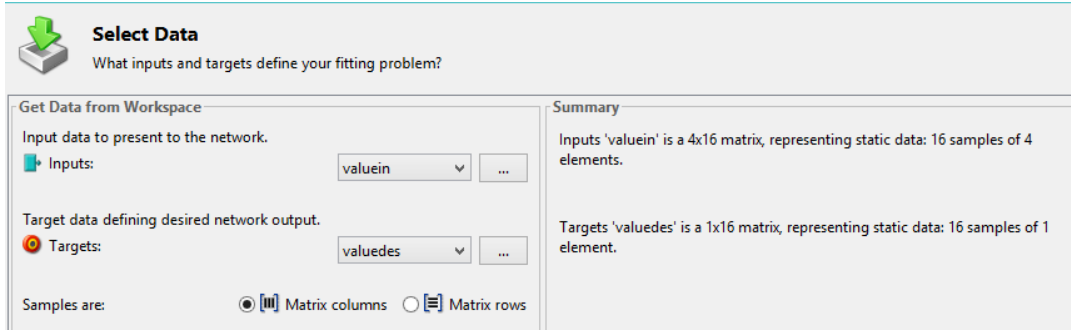 Select Data
What inputs and targets define your fitting problem?
Get Data from Workspace
Input data to present to the network.
Inputs:
valuein
...
Target data defining desired network output.
Targets:
valuedes
...
Samples are:
Matrix columns
Matrix rows
Summary
Inputs 'valuein' is a 4x16 matrix, representing static data: 16 samples of 4
elements.
Targets 'valuedes' is a 1x16 matrix, representing static data: 16 samples of 1
element.